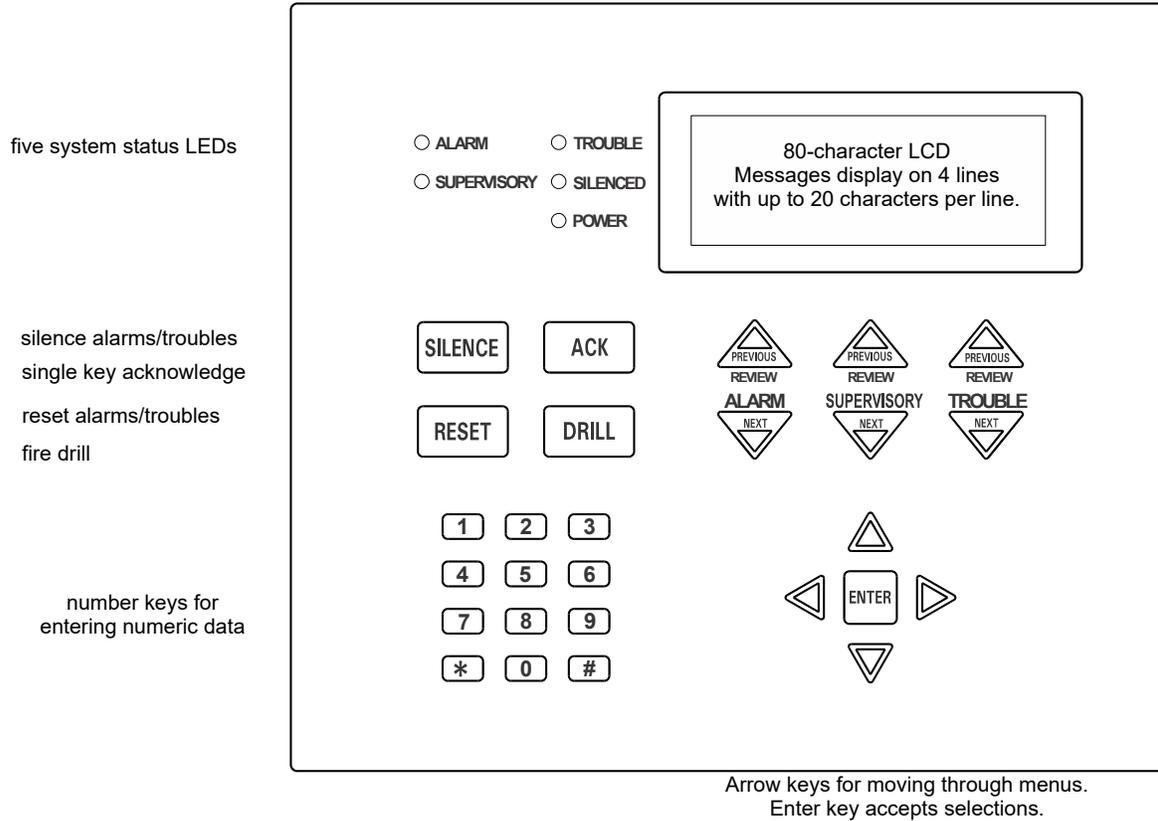 five system status LEDs
ALARM
TROUBLE
SUPERVISORY
SILENCED
POWER
80-character LCD
Messages display on 4 lines
with up to 20 characters per line.
silence alarms/troubles
single key acknowledge
reset alarms/troubles
fire drill
SILENCE
ACK
RESET
DRILL
PREVIOUS
REVIEW
ALARM
NEXT
PREVIOUS
REVIEW
SUPERVISORY
NEXT
PREVIOUS
REVIEW
TROUBLE
NEXT
number keys for
entering numeric data
1 2 3
4 5 6
7 8 9
* 0 #
ENTER
Arrow keys for moving through menus.
Enter key accepts selections.